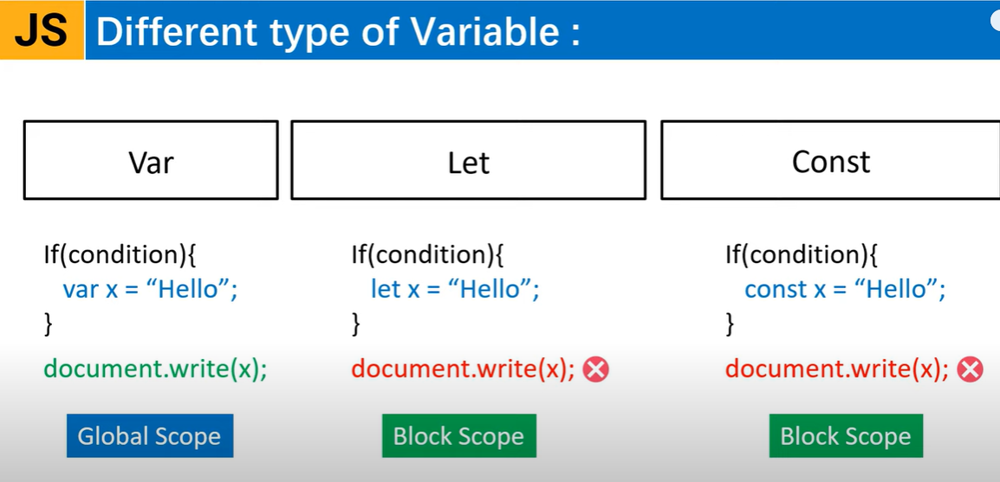 JS Different type of Variable :
Var
Let
Const
If(condition){
var x = “Hello”;
}
document.write(x);
Global Scope
If(condition){
let x = “Hello”;
}
document.write(x);
Block Scope
If(condition){
const x = “Hello”;
}
document.write(x);
Block Scope